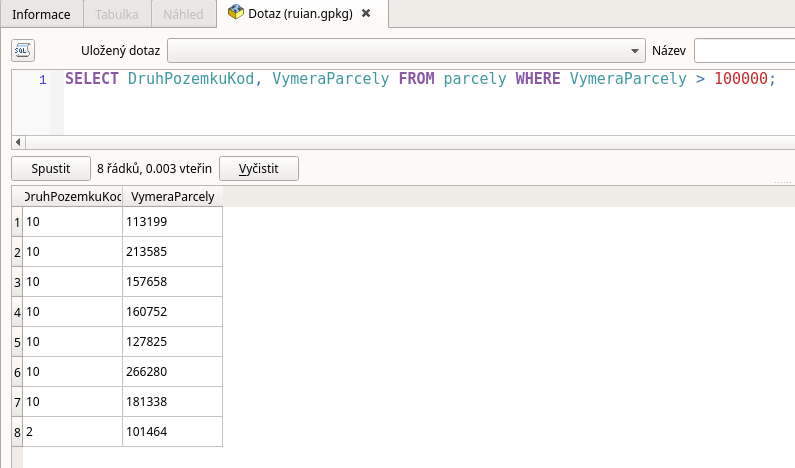 Informace Tabulka Náhled Dotaz (ruian.gpkg)
SQL Uložený dotaz Název
1 SELECT DruhPozemkuKod, VymeraParcely FROM parcely WHERE VymeraParcely > 100000;
Spustit 8 řádků, 0.003 vteřin Vyčistit
DruhPozemkuKod VymeraParcely
1 10 113199
2 10 213585
3 10 157658
4 10 160752
5 10 127825
6 10 266280
7 10 181338
8 2 101464